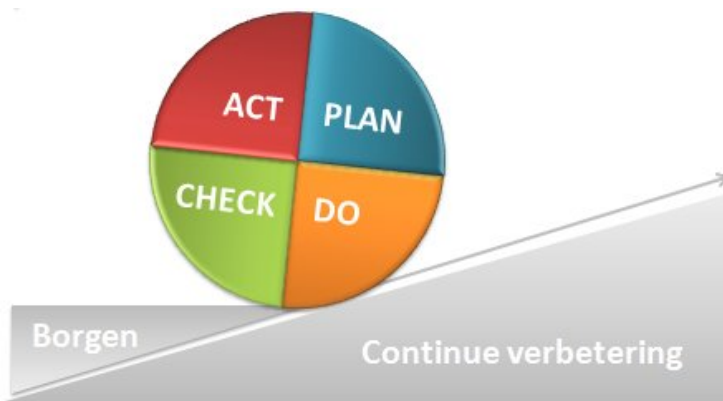 ACT
PLAN
CHECK
DO
Borgen
Continue verbetering